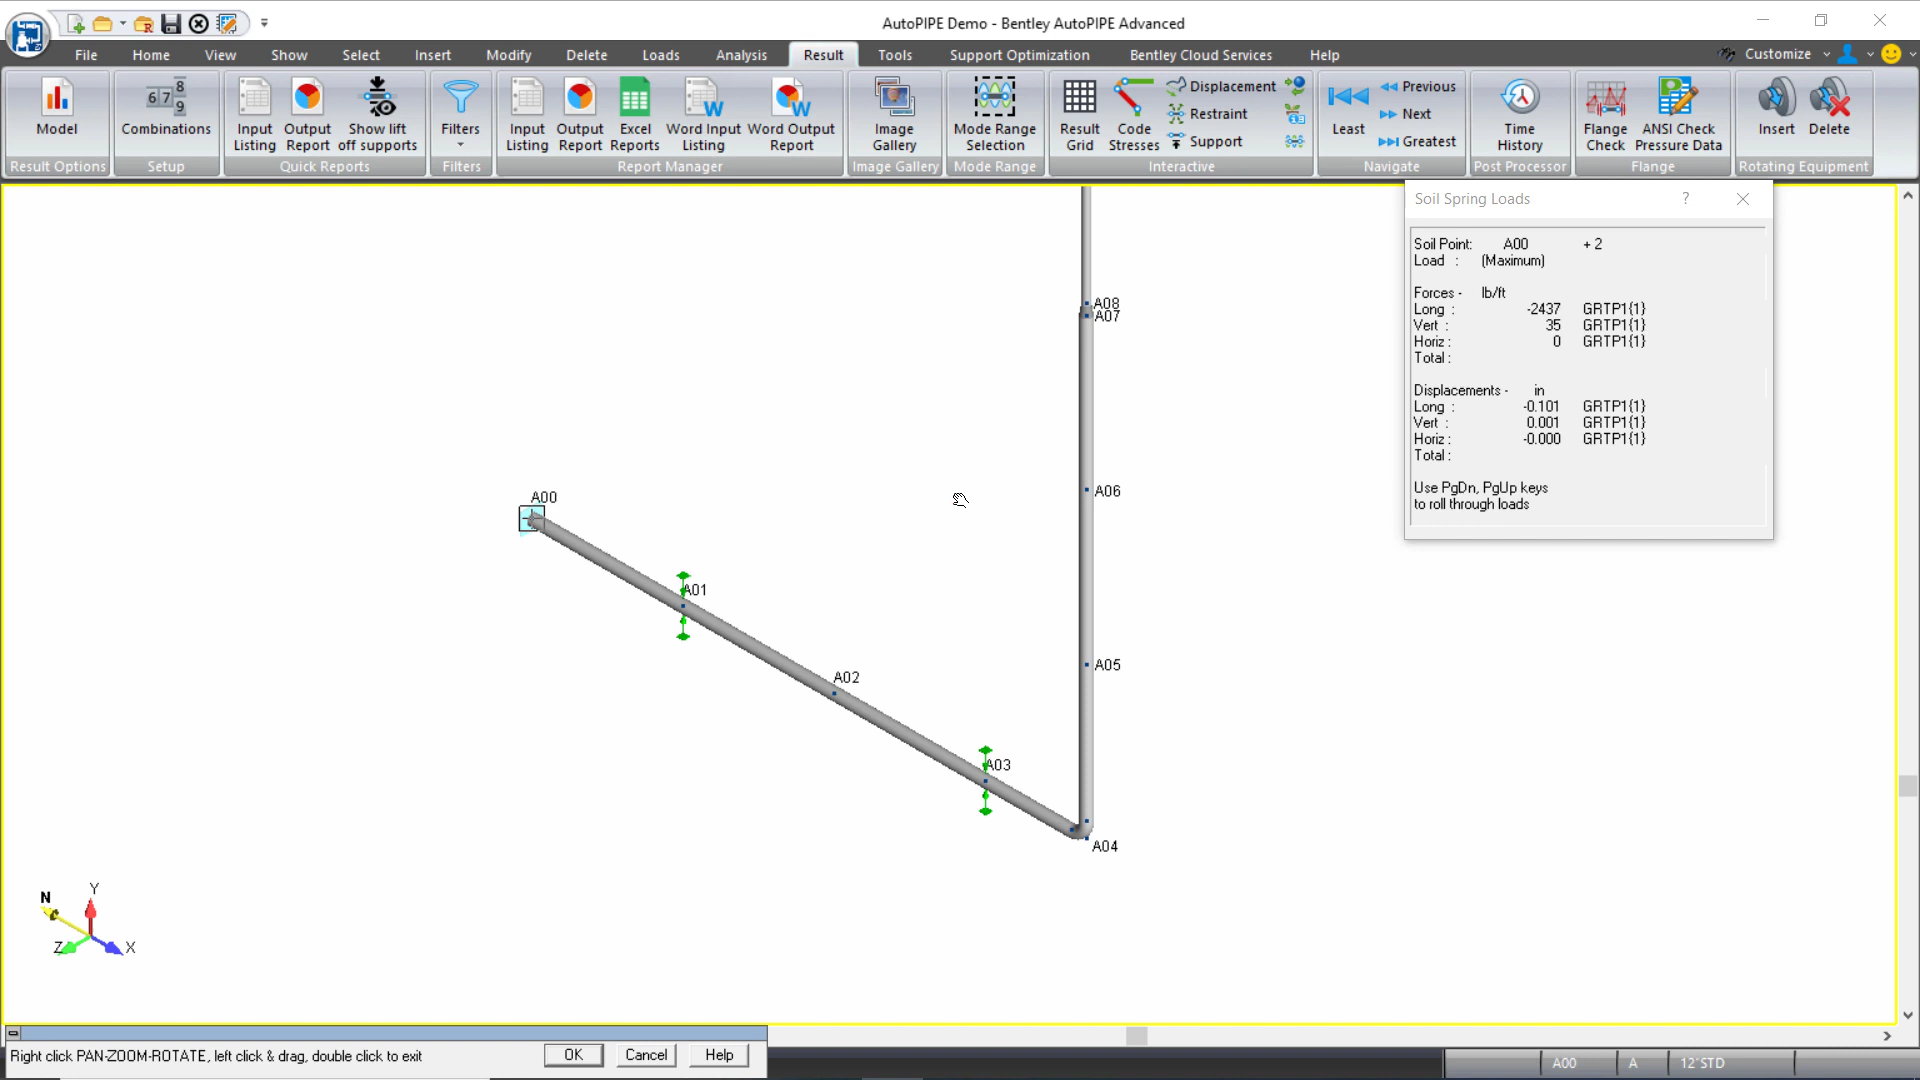 AutoPIPE Demo - Bentley AutoPIPE Advanced
File Home View Show Select Insert Modify Delete Loads Analysis Result Tools Support Optimization Bentley Cloud Services Help Customize
Model
Result Options
6 7 8 9
Combinations
Setup
Input Listing
Output Report
Show lift off supports
Quick Reports
Filters
Filters
Input Listing
Output Report
Excel Reports
Word Input Listing
Word Output Report
Report Manager
Image Gallery
Image Gallery
Mode Range Selection
Mode Range
Result Grid
Code Stresses
Displacement
Restraint
Support
Interactive
Least
Previous
Next
Greatest
Navigate
Time History
Post Processor
Flange Check
ANSI Check Pressure Data
Flange
Insert
Delete
Rotating Equipment
Soil Spring Loads ?
Soil Point: A00 + 2
Load : (Maximum)
Forces - lb/ft
Long : -2437 GRTP1{1}
Vert : 35 GRTP1{1}
Horiz : 0 GRTP1{1}
Total :
Displacements - in
Long : -0.101 GRTP1{1}
Vert : 0.001 GRTP1{1}
Horiz : -0.000 GRTP1{1}
Total :
Use PgDn, PgUp keys
to roll through loads
A08
A07
A06
A00
A01
A05
A02
A03
A04
N
Y
Z
X
Right click PAN-ZOOM-ROTATE, left click & drag, double click to exit OK Cancel Help
A00 A 12"STD